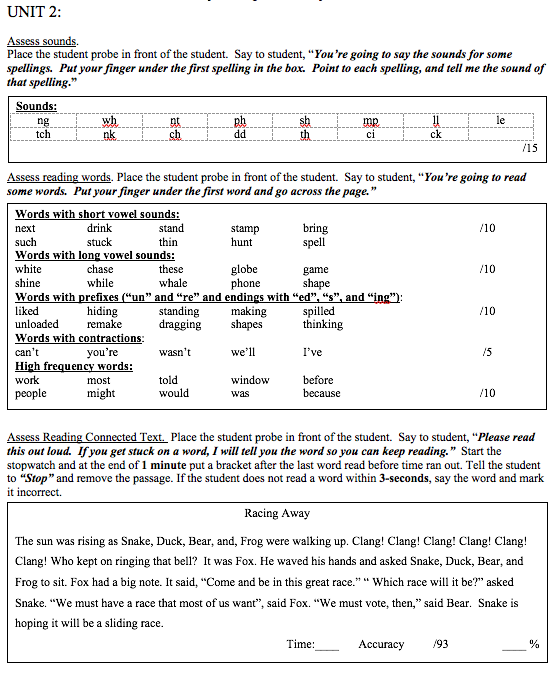 UNIT 2:
Assess sounds.
Place the student probe in front of the student. Say to student, “You’re going to say the sounds for some
spellings. Put your finger under the first spelling in the box. Point to each spelling, and tell me the sound of
that spelling.”
Sounds:
ng wh nt ph sh mp ll le
tch nk ch dd th ci ck
/15
Assess reading words. Place the student probe in front of the student. Say to student, “You’re going to read
some words. Put your finger under the first word and go across the page.”
Words with short vowel sounds:
next drink stand stamp bring /10
such stuck thin hunt spell
Words with long vowel sounds:
white chase these globe game /10
shine while whale phone shape
Words with prefixes (“un” and “re” and endings with “ed”, “s”, and “ing”):
liked hiding standing making spilled /10
unloaded remake dragging shapes thinking
Words with contractions:
can’t you’re wasn’t we’ll I’ve /5
High frequency words:
work most told window before
people might would was because /10
Assess Reading Connected Text. Place the student probe in front of the student. Say to student, “Please read
this out loud. If you get stuck on a word, I will tell you the word so you can keep reading.” Start the
stopwatch and at the end of 1 minute put a bracket after the last word read before time ran out. Tell the student
to “Stop” and remove the passage. If the student does not read a word within 3-seconds, say the word and mark
it incorrect.
Racing Away
The sun was rising as Snake, Duck, Bear, and, Frog were walking up. Clang! Clang! Clang! Clang! Clang!
Clang! Who kept on ringing that bell? It was Fox. He waved his hands and asked Snake, Duck, Bear, and
Frog to sit. Fox had a big note. It said, “Come and be in this great race.” “ Which race will it be?” asked
Snake. “We must have a race that most of us want”, said Fox. “We must vote, then,” said Bear. Snake is
hoping it will be a sliding race.
Time:____ Accuracy /93 ____ %